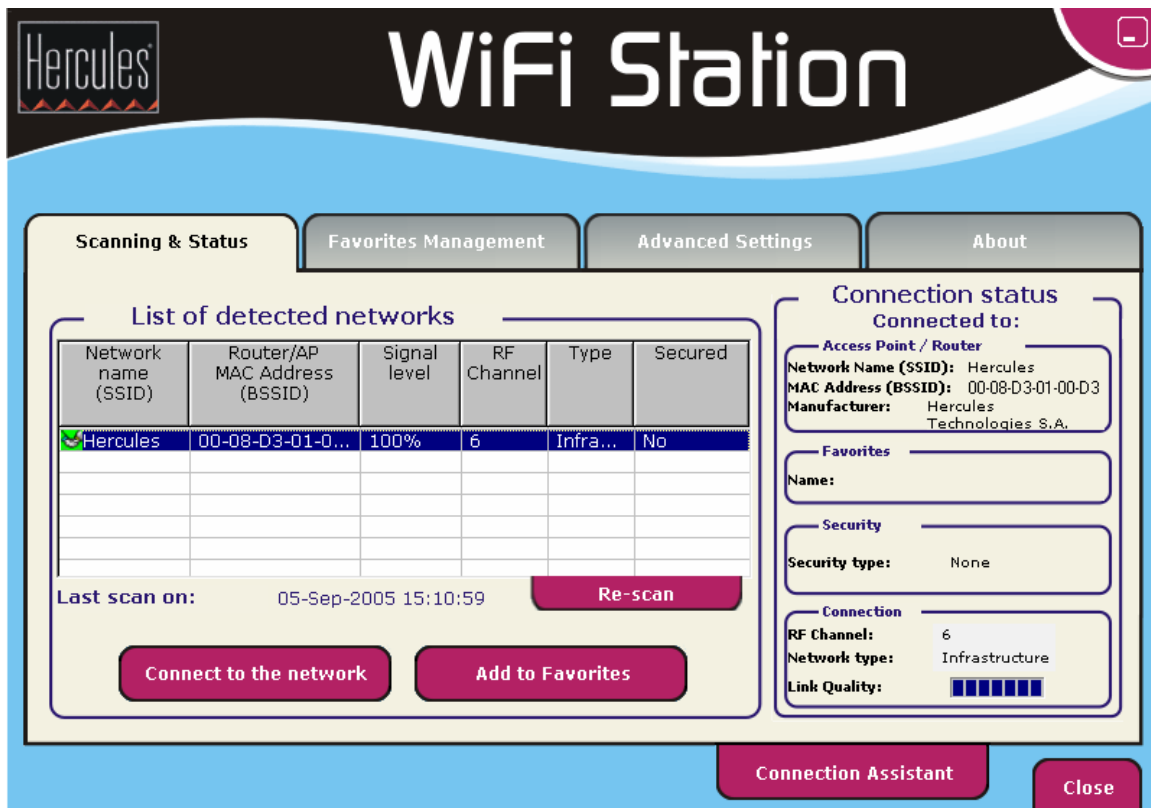 Hercules
WiFi Station
Scanning & Status
Favorites Management
Advanced Settings
About
List of detected networks
Network name (SSID)
Router/AP MAC Address (BSSID)
Signal level
RF Channel
Type
Secured
Hercules 00-08-D3-01-0... 100% 6 Infra... No
Last scan on: 05-Sep-2005 15:10:59
Re-scan
Connect to the network
Add to Favorites
Connection status
Connected to:
Access Point / Router
Network Name (SSID): Hercules
MAC Address (BSSID): 00-08-D3-01-00-D3
Manufacturer: Hercules
Technologies S.A.
Favorites
Name:
Security
Security type: None
Connection
RF Channel: 6
Network type: Infrastructure
Link Quality:
Connection Assistant
Close